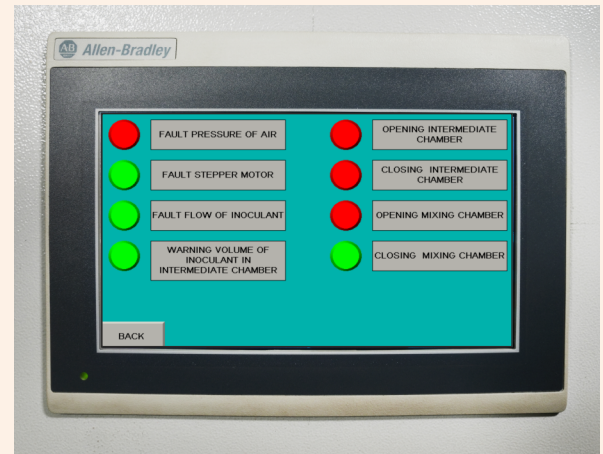 AB Allen-Bradley
FAULT PRESSURE OF AIR
FAULT STEPPER MOTOR
FAULT FLOW OF INOCULANT
WARNING VOLUME OF
INOCULANT IN
INTERMEDIATE CHAMBER
OPENING INTERMEDIATE
CHAMBER
CLOSING INTERMEDIATE
CHAMBER
OPENING MIXING CHAMBER
CLOSING MIXING CHAMBER
BACK